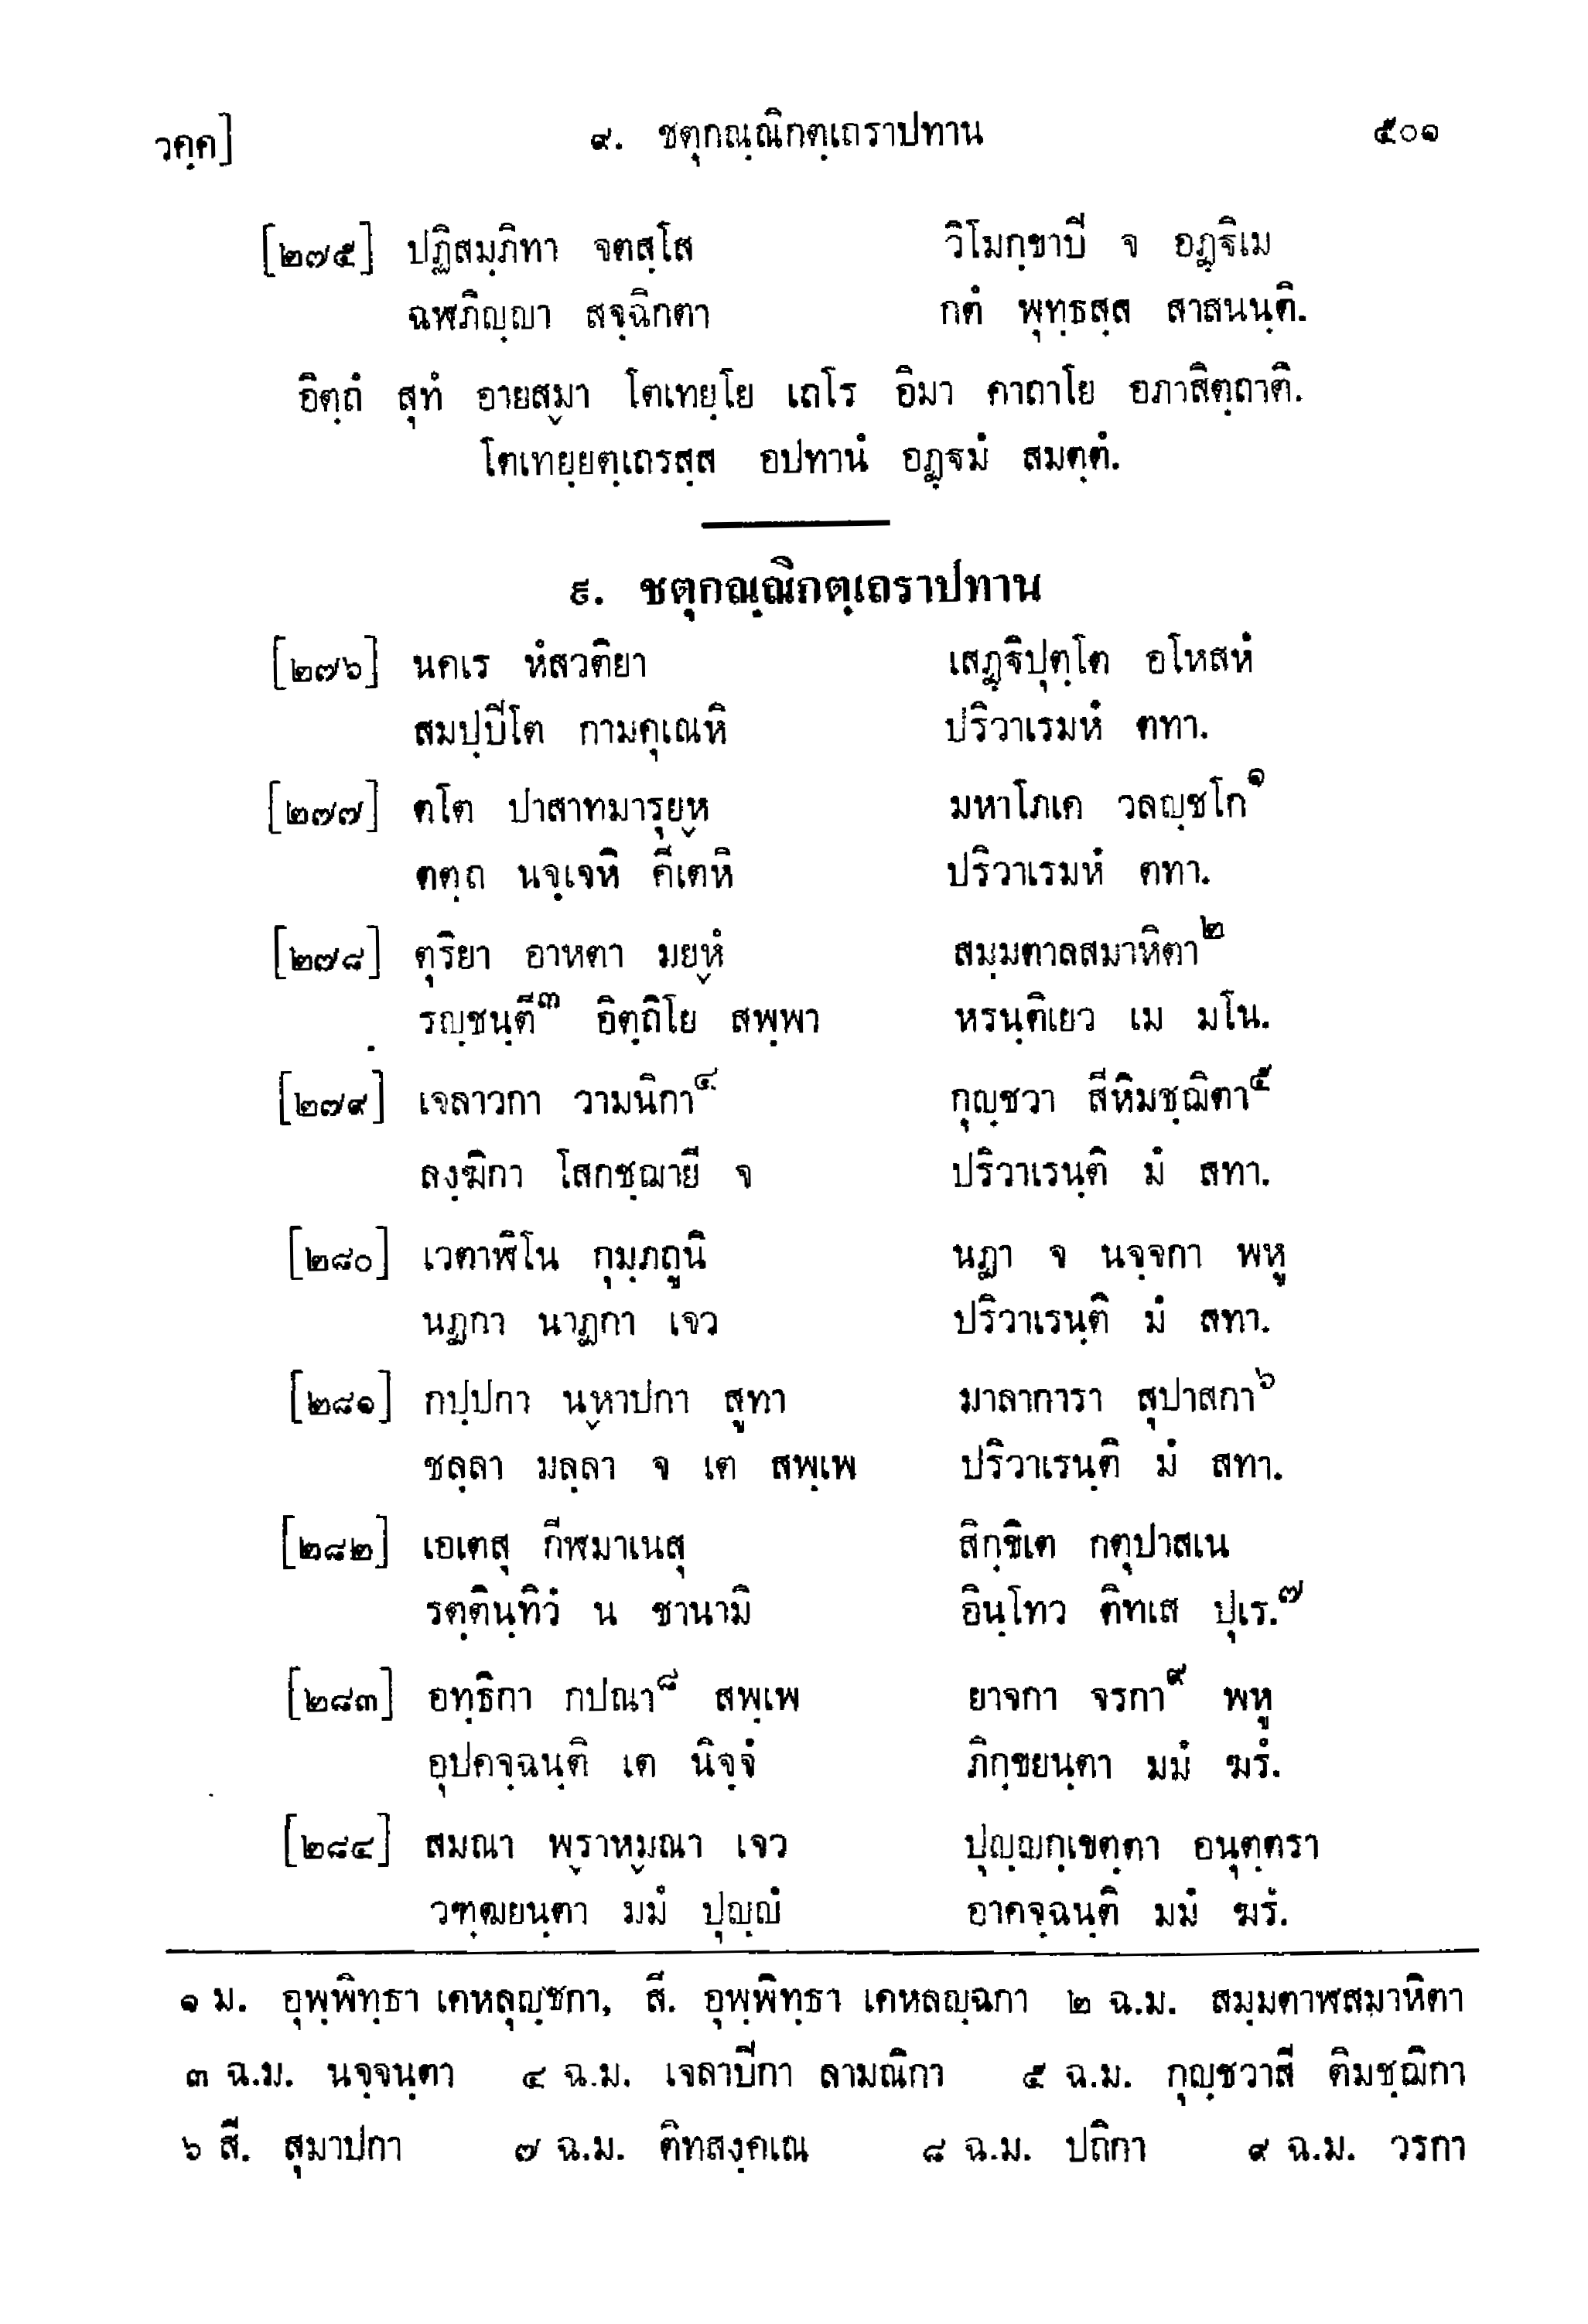 วคฺค] ๙. ชตุกณฺณิกตฺเถราปทาน ๕๐๑
[๒๗๕] ปฏิสมฺภิทา จตสฺโส วิโมกฺขาปิ จ อฏฺฐิเม
ฉฬภิญฺญา สจฺฉิกตา กตํ พุทฺธสฺส สาสนนฺติ.
อิตฺถํ สุทํ อายสฺมา โตเทยฺโย เถโร อิมา คาถาโย อภาสิตฺถาติ.
โตเทยฺยตฺเถรสฺส อปทานํ อฏฺฐมํ สมตฺตํ.
๙. ชตุกณฺณิกตฺเถราปทาน
[๒๗๖] นคเร หํสวติยา เสฏฺฐิปุตฺโต อโหสหํ
สมปฺปิโต กามคุเณหิ ปริวาเรมหํ ตทา.
[๒๗๗] ตโต ปาสาทมารุยฺห มหาโภเค วลญฺชโก๑
ตตฺถ นจฺเจหิ คีเตหิ ปริวาเรมหํ ตทา.
[๒๗๘] ตุริยา อาหตา มยฺหํ สมฺมตาลสมาหิตา๒
รญฺชนฺตี๓ อิตฺถิโย สพฺพา หรนฺติเยว เม มโน.
[๒๗๙] เจลาวกา วามนิกา๔ กุญฺชวา สีหิมชฺฌิตา๕
ลงฺฆิกา โสกชฺฌายี จ ปริวาเรนฺติ มํ สทา.
[๒๘๐] เวตาฬิโน กุมฺภถูนี นฏา จ นจฺจกา พหู
นฏกา นาฏกา เจว ปริวาเรนฺติ มํ สทา.
[๒๘๑] กปฺปกา นฺหาปกา สูทา มาลาการา สุปาสกา๖
ชลฺลา มลฺลา จ เต สพฺเพ ปริวาเรนฺติ มํ สทา.
[๒๘๒] เอเตสุ กีฬมาเนสุ สิกฺขิเต กตุปาสเน
รตฺตินฺทิวํ น ชานามิ อินฺโทว ติทเส ปุเร.๗
[๒๘๓] อทฺธิกา กปณา๘ สพฺเพ ยาจกา จรกา๙ พหู
อุปคจฺฉนฺติ เต นิจฺจํ ภิกฺขยนฺตา มมํ ฆรํ.
[๒๘๔] สมณา พฺราหฺมณา เจว ปุญฺญกฺเขตฺตา อนุตฺตรา
วฑฺฒยนฺตา มมํ ปุญฺญํ อาคจฺฉนฺติ มมํ ฆรํ.
๑ ม. อุพฺพิทฺธา เคหลุญฺชกา, สี. อุพฺพิทฺธา เคหลญฺฉกา ๒ ฉ.ม. สมฺมตาฬสมาหิตา
๓ ฉ.ม. นจฺจนฺตา ๔ ฉ.ม. เจลาปิกา ลามณิกา ๕ ฉ.ม. กุญฺชวาสี ติมชฺฌิกา
๖ สี. สุมาปกา ๗ ฉ.ม. ติทสงฺคเณ ๘ ฉ.ม. ปถิกา ๙ ฉ.ม. วรกา